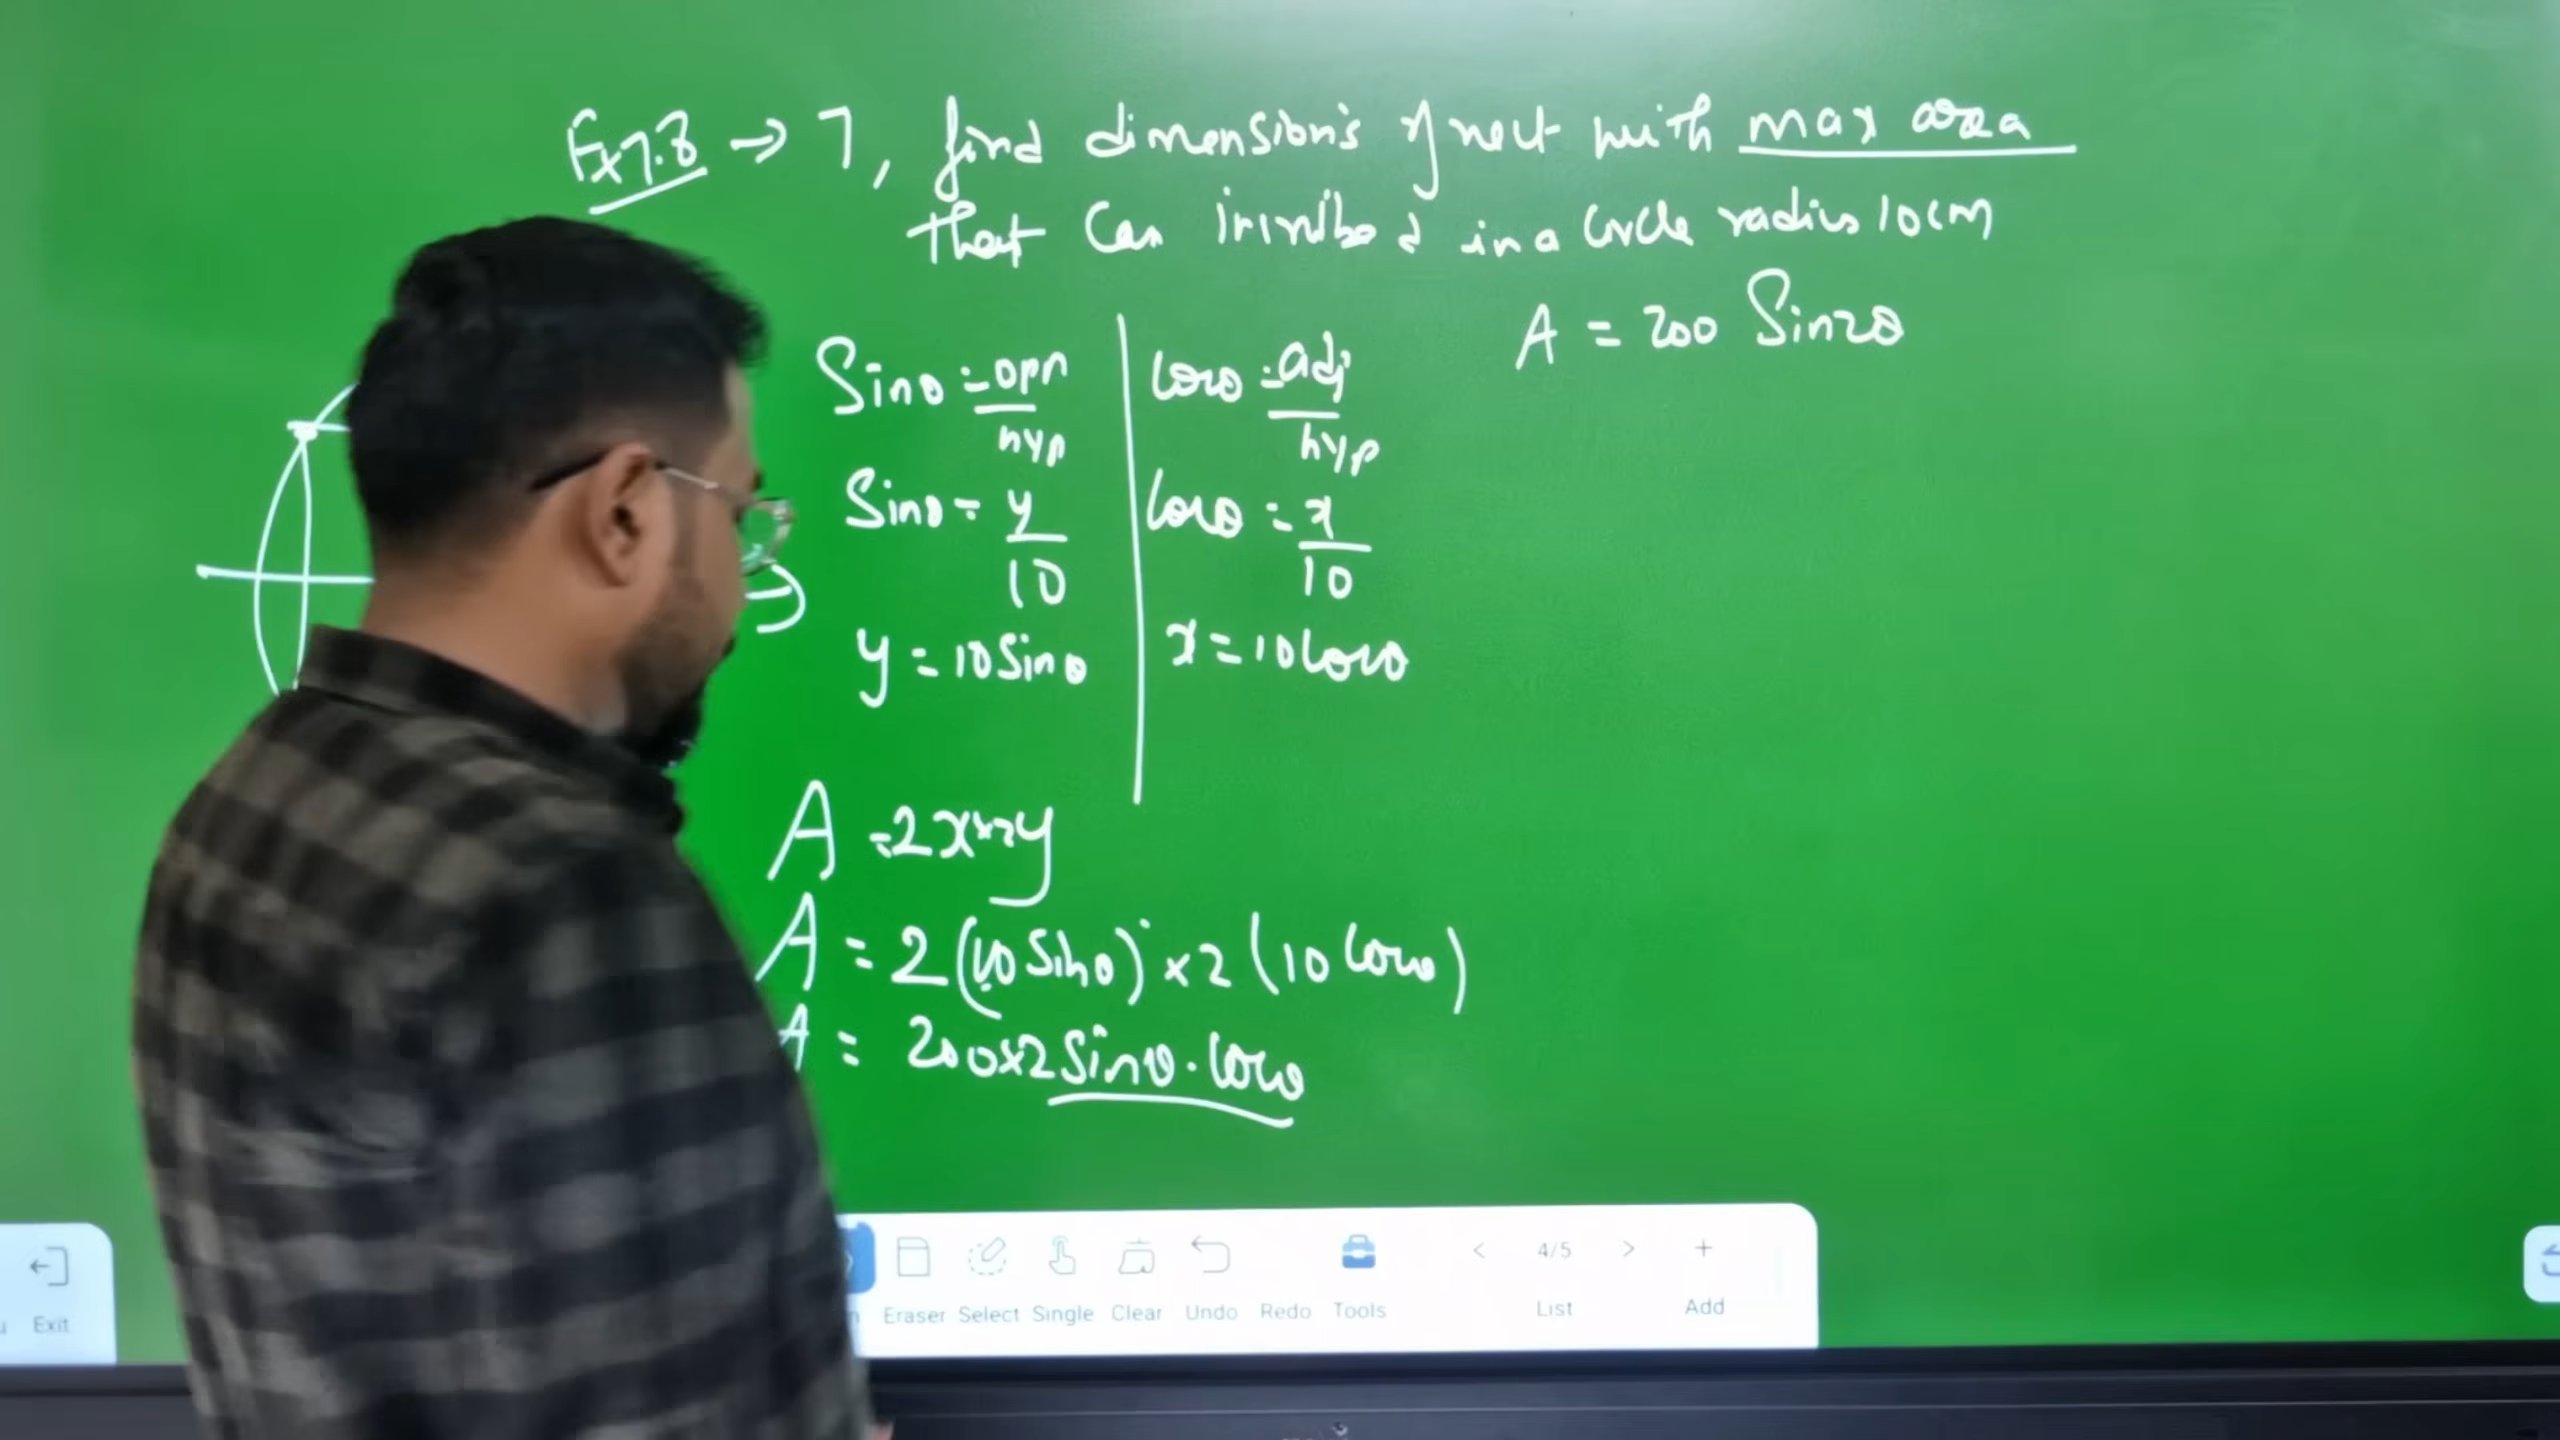 Ex7.8 → 7, find dimension's of rect with max area
that can incribed in a circle radius 10cm
A = 200 Sin2θ
Sinθ = opp/hyp
Sinθ = y/10
y = 10Sinθ
Cosθ = adj/hyp
Cosθ = x/10
x = 10Cosθ
A = 2x×2y
A = 2(10Sinθ) × 2(10Cosθ)
A = 200×2Sinθ.Cosθ
Exit
Eraser Select Single Clear Undo Redo Tools < 4/5 > +
List Add